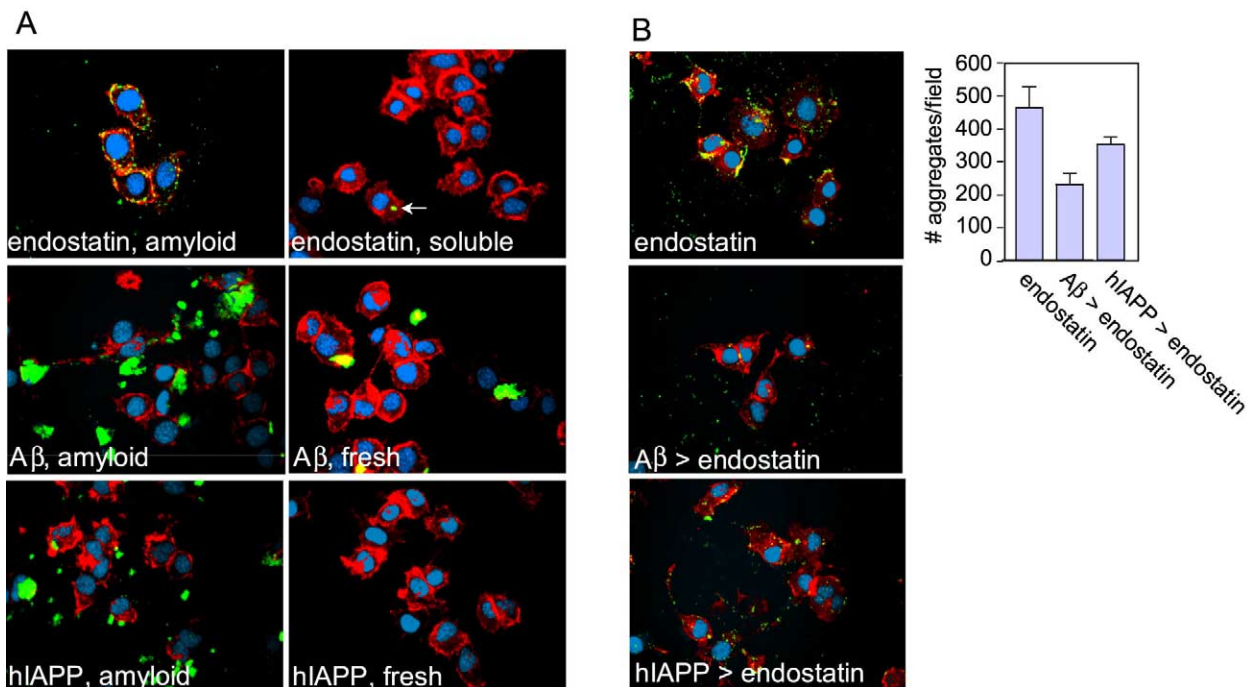 A
endostatin, amyloid
endostatin, soluble
Aβ, amyloid
Aβ, fresh
hIAPP, amyloid
hIAPP, fresh
B
endostatin
Aβ > endostatin
hIAPP > endostatin
# aggregates/field
600
500
400
300
200
100
0
endostatin
Aβ > endostatin
hIAPP > endostatin